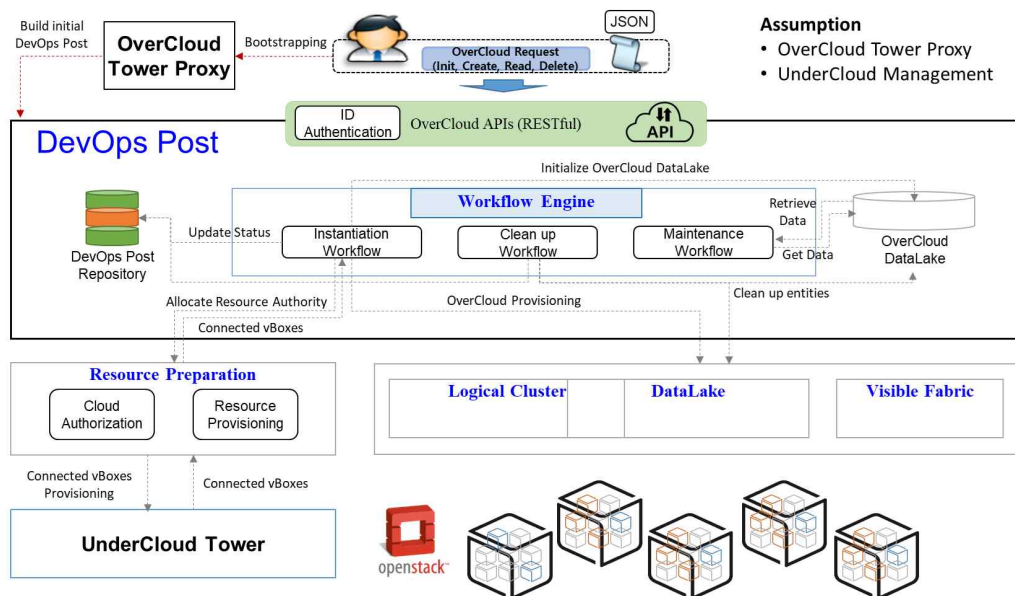 Build initial
DevOps Post
OverCloud
Tower Proxy
Bootstrapping
JSON
OverCloud Request
(Init, Create, Read, Delete)
Assumption
• OverCloud Tower Proxy
• UnderCloud Management
ID
Authentication
OverCloud APIs (RESTful)
API
DevOps Post
Initialize OverCloud DataLake
Workflow Engine
Retrieve
Data
Update Status
Instantiation
Workflow
Clean up
Workflow
Maintenance
Workflow
Get Data
OverCloud
DataLake
DevOps Post
Repository
Allocate Resource Authority
OverCloud Provisioning
Clean up entities
Connected vBoxes
Resource Preparation
Cloud
Authorization
Resource
Provisioning
Logical Cluster
DataLake
Visible Fabric
Connected vBoxes
Provisioning
Connected vBoxes
UnderCloud Tower
openstack™